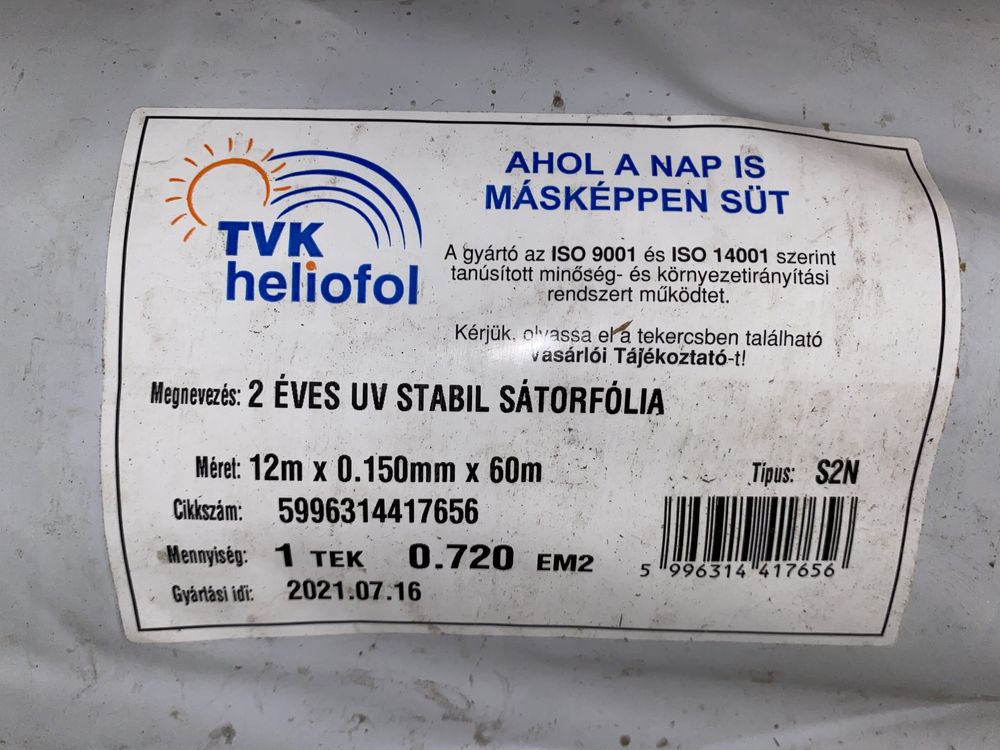 TVK
heliofol
AHOL A NAP IS
MÁSKÉPPEN SÜT
A gyártó az ISO 9001 és ISO 14001 szerint
tanúsított minőség- és környezetirányítási
rendszert működtet.
Kérjük, olvassa el a tekercsben található
Vásárlói Tájékoztató-t!
Megnevezés: 2 ÉVES UV STABIL SÁTORFÓLIA
Méret: 12m x 0.150mm x 60m
Típus: S2N
Cikkszám: 5996314417656
Mennyiség: 1 TEK 0.720 EM2
5 996314 417656
Gyártási idi: 2021.07.16